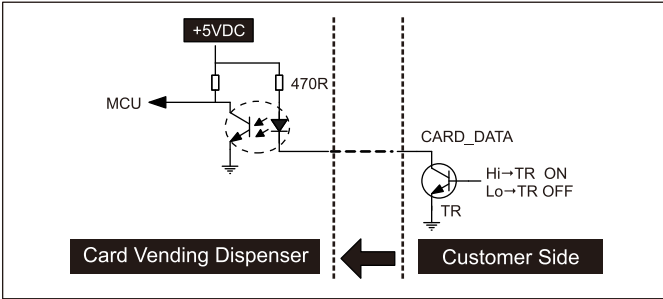 +5VDC
470R
MCU
CARD_DATA
Hi→TR ON
Lo→TR OFF
TR
Card Vending Dispenser
Customer Side